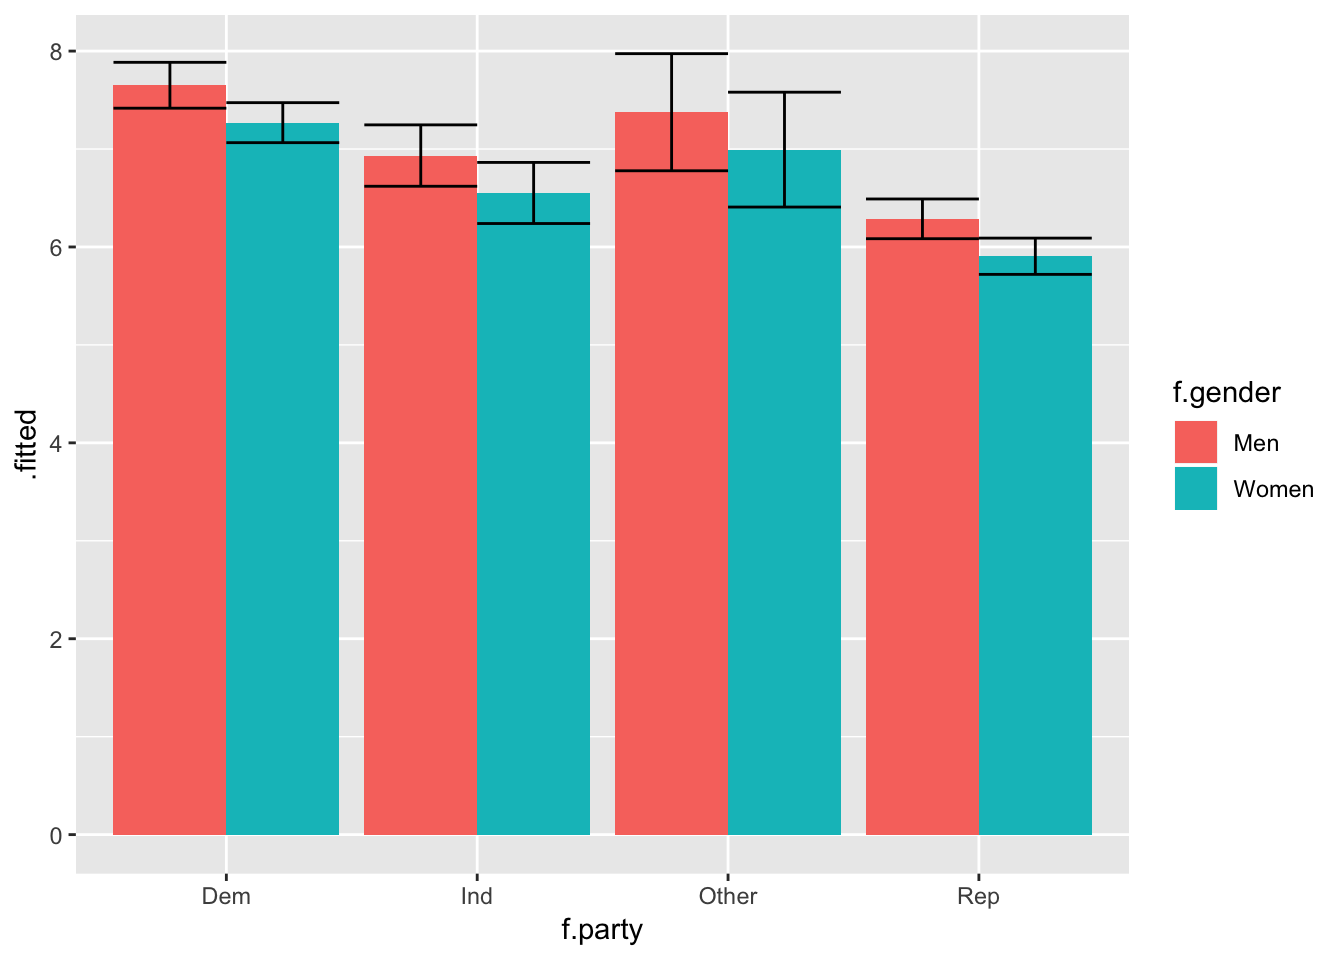 8
6
4
2
0
.fitted
Dem Ind Other Rep
f.party
f.gender
Men
Women